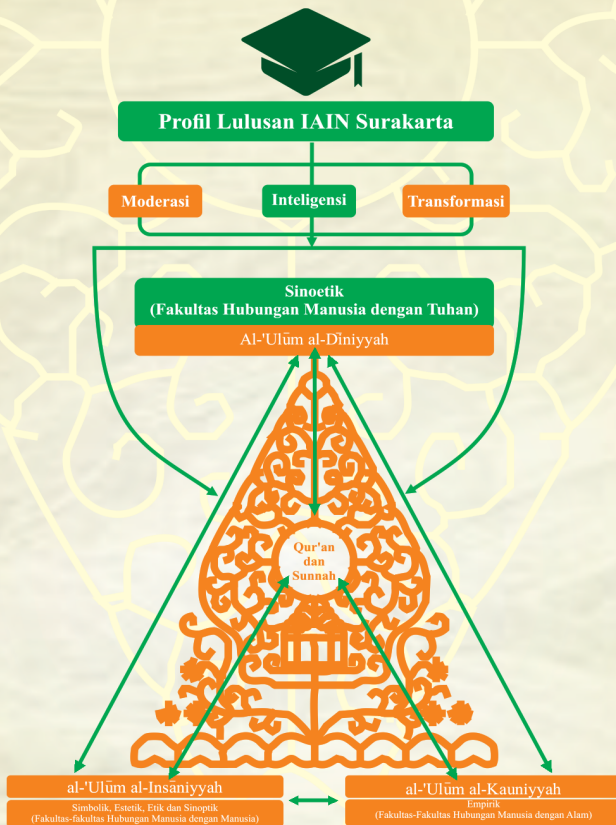 Profil Lulusan IAIN Surakarta
Moderasi
Inteligensi
Transformasi
Sinoetik
(Fakultas Hubungan Manusia dengan Tuhan)
Al-'Ulūm al-Dīniyyah
Qur'an
dan
Sunnah
al-'Ulūm al-Insāniyyah
Simbolik, Estetik, Etik dan Sinoptik
(Fakultas-fakultas Hubungan Manusia dengan Manusia)
al-'Ulūm al-Kauniyyah
Empirik
(Fakultas-Fakultas Hubungan Manusia dengan Alam)